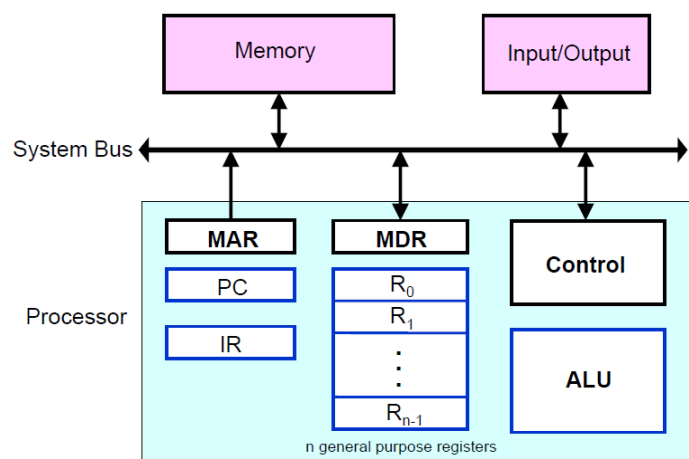 Memory
Input/Output
System Bus
MAR
MDR
Control
PC
R0
R1
Processor
IR
ALU
Rn-1
n general purpose registers